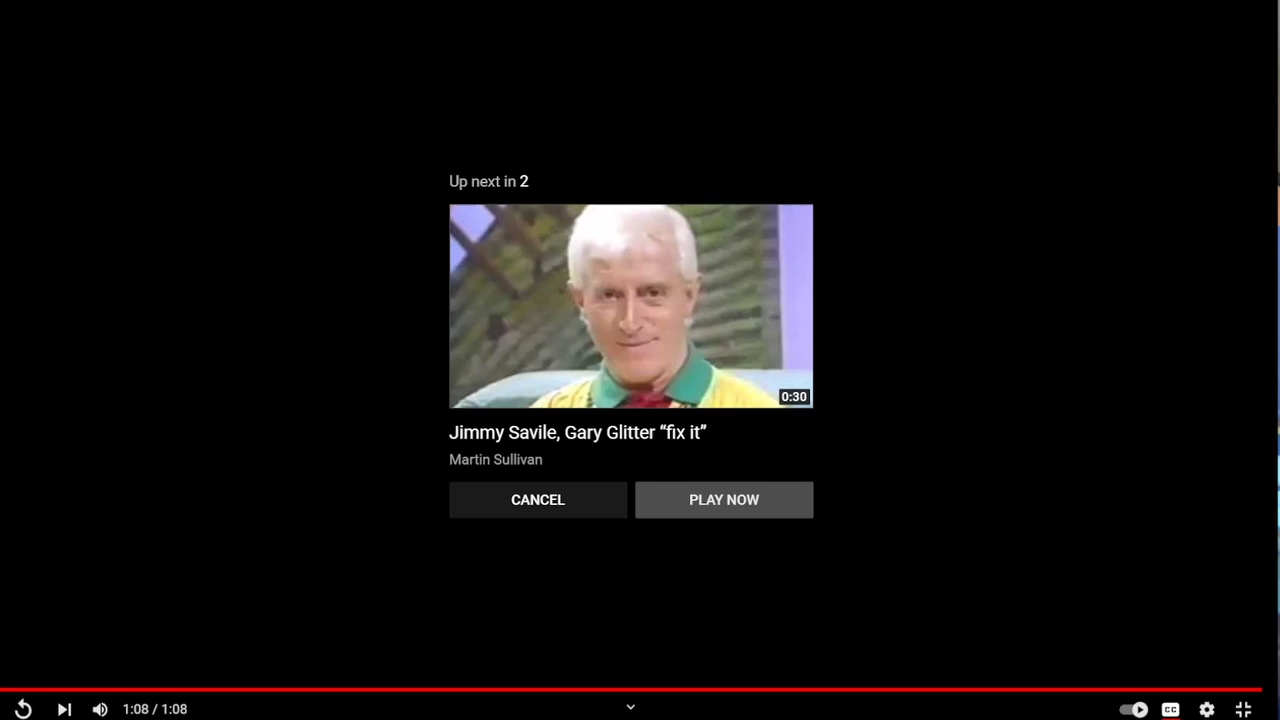 Up next in 2
0:30
Jimmy Savile, Gary Glitter “fix it”
Martin Sullivan
CANCEL
PLAY NOW
1:08 / 1:08
CC